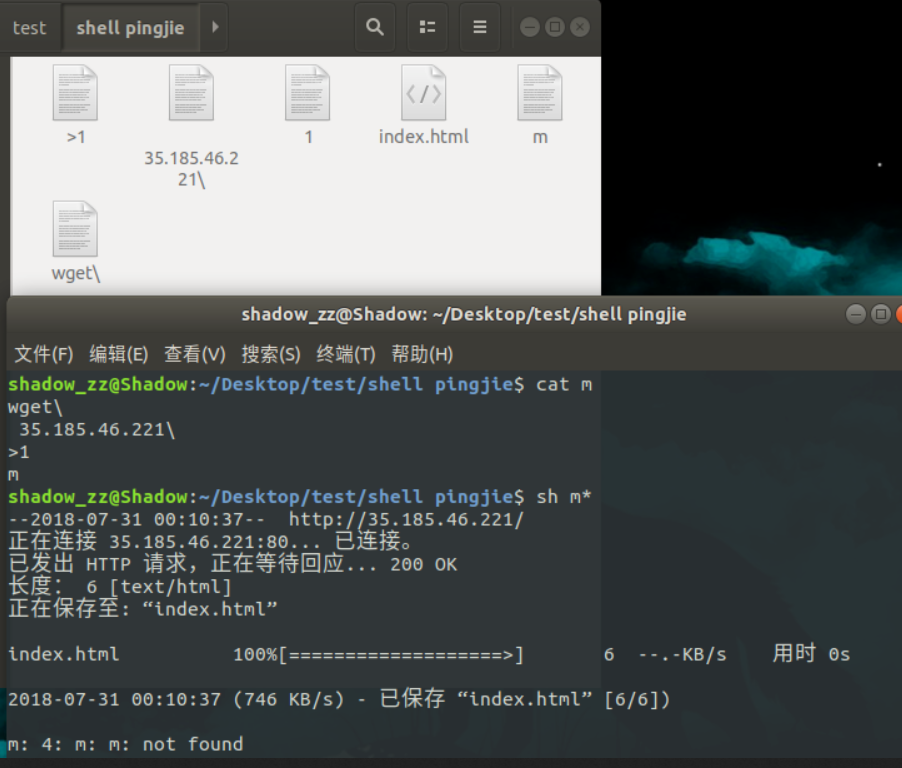 test shell pingjie
>1
35.185.46.2
21\
1
index.html
m
wget\
shadow_zz@Shadow: ~/Desktop/test/shell pingjie
文件(F) 编辑(E) 查看(V) 搜索(S) 终端(T) 帮助(H)
shadow_zz@Shadow:~/Desktop/test/shell pingjie$ cat m
wget\
 35.185.46.221\
>1
m
shadow_zz@Shadow:~/Desktop/test/shell pingjie$ sh m*
--2018-07-31 00:10:37--  http://35.185.46.221/
正在连接 35.185.46.221:80... 已连接。
已发出 HTTP 请求，正在等待回应... 200 OK
长度： 6 [text/html]
正在保存至: “index.html”
index.html          100%[===================>]       6  --.-KB/s    用时 0s
2018-07-31 00:10:37 (746 KB/s) - 已保存 “index.html” [6/6])
m: 4: m: m: not found